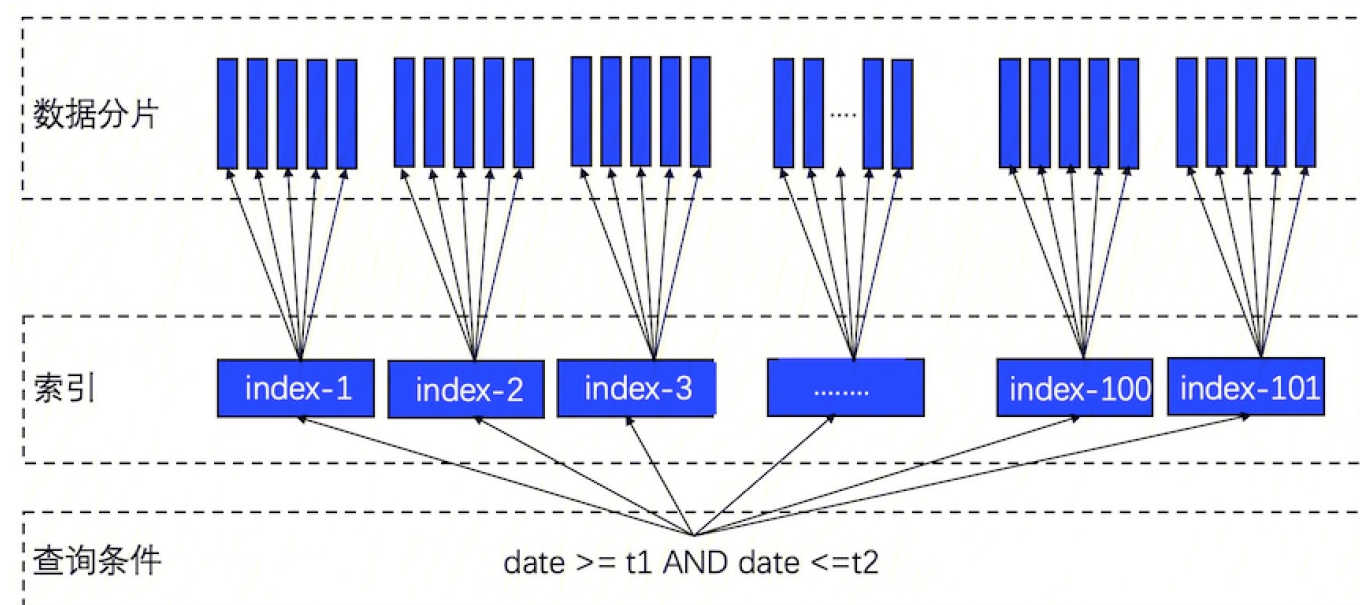 数据分片
....
索引
index-1
index-2
index-3
........
index-100
index-101
查询条件
date >= t1 AND date <=t2